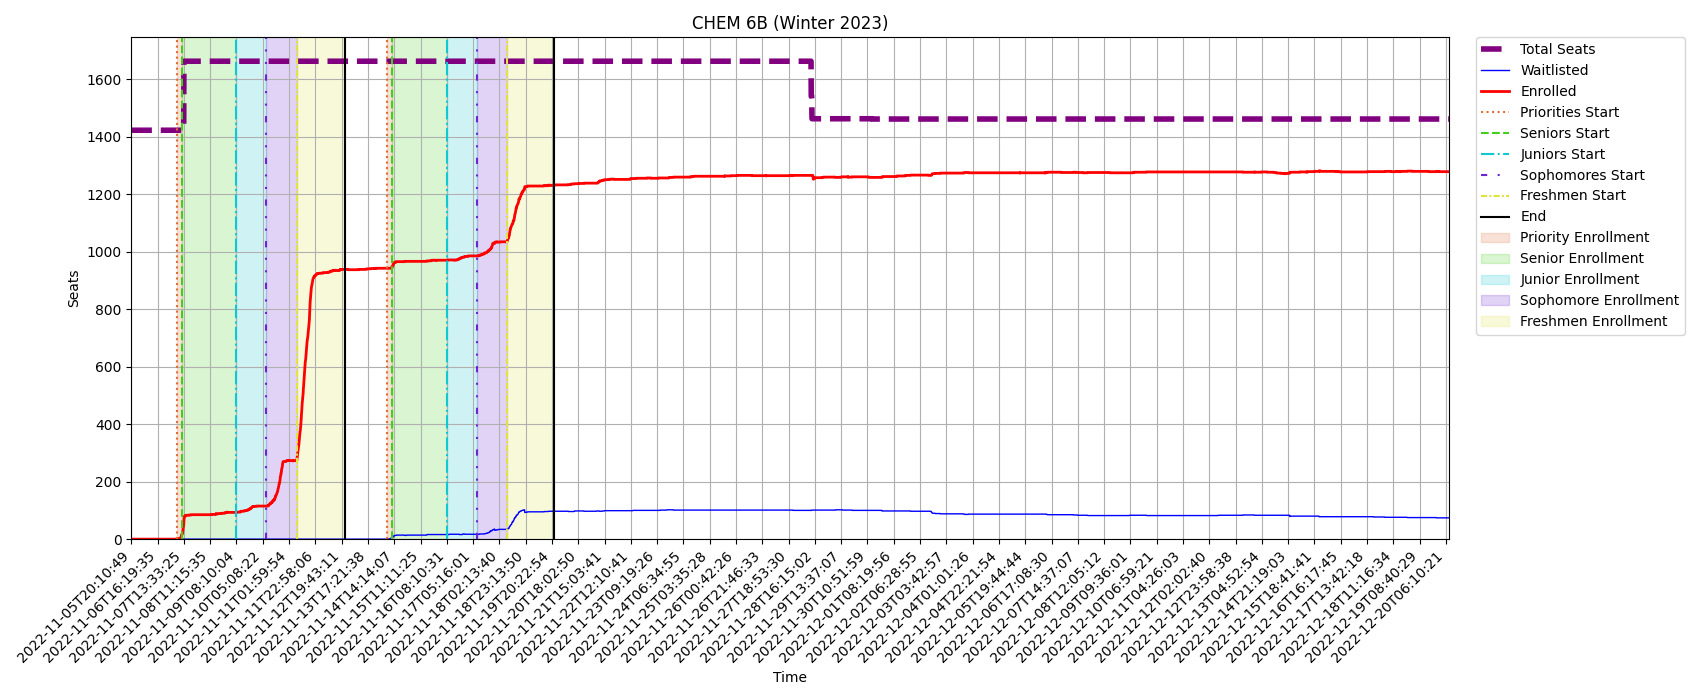 CHEM 6B (Winter 2023)
Seats
1600
1400
1200
1000
800
600
400
200
0
2022-11-05T20:10:49
2022-11-06T16:19:35
2022-11-07T13:33:25
2022-11-08T11:15:35
2022-11-09T08:10:04
2022-11-10T05:08:22
2022-11-11T01:59:54
2022-11-11T22:58:06
2022-11-12T19:43:11
2022-11-13T17:21:38
2022-11-14T14:14:07
2022-11-15T11:11:25
2022-11-16T08:10:31
2022-11-17T05:16:01
2022-11-18T02:13:40
2022-11-18T23:13:50
2022-11-19T20:22:54
2022-11-20T18:02:50
2022-11-21T15:03:41
2022-11-22T12:10:41
2022-11-23T09:19:26
2022-11-24T06:34:55
2022-11-25T03:35:28
2022-11-26T00:42:26
2022-11-26T21:46:33
2022-11-27T18:53:30
2022-11-28T16:15:02
2022-11-29T13:37:07
2022-11-30T10:51:59
2022-12-01T08:19:56
2022-12-02T06:28:55
2022-12-03T03:42:57
2022-12-04T01:01:26
2022-12-04T22:21:54
2022-12-05T19:44:44
2022-12-06T17:08:30
2022-12-07T14:37:07
2022-12-08T12:05:12
2022-12-09T09:36:01
2022-12-10T06:59:21
2022-12-11T04:26:03
2022-12-12T02:02:40
2022-12-12T23:58:38
2022-12-13T04:52:54
2022-12-14T21:19:03
2022-12-15T18:41:41
2022-12-16T16:17:45
2022-12-17T13:42:18
2022-12-18T11:16:34
2022-12-19T08:40:29
2022-12-20T06:10:21
Time
Total Seats
Waitlisted
Enrolled
Priorities Start
Seniors Start
Juniors Start
Sophomores Start
Freshmen Start
End
Priority Enrollment
Senior Enrollment
Junior Enrollment
Sophomore Enrollment
Freshmen Enrollment